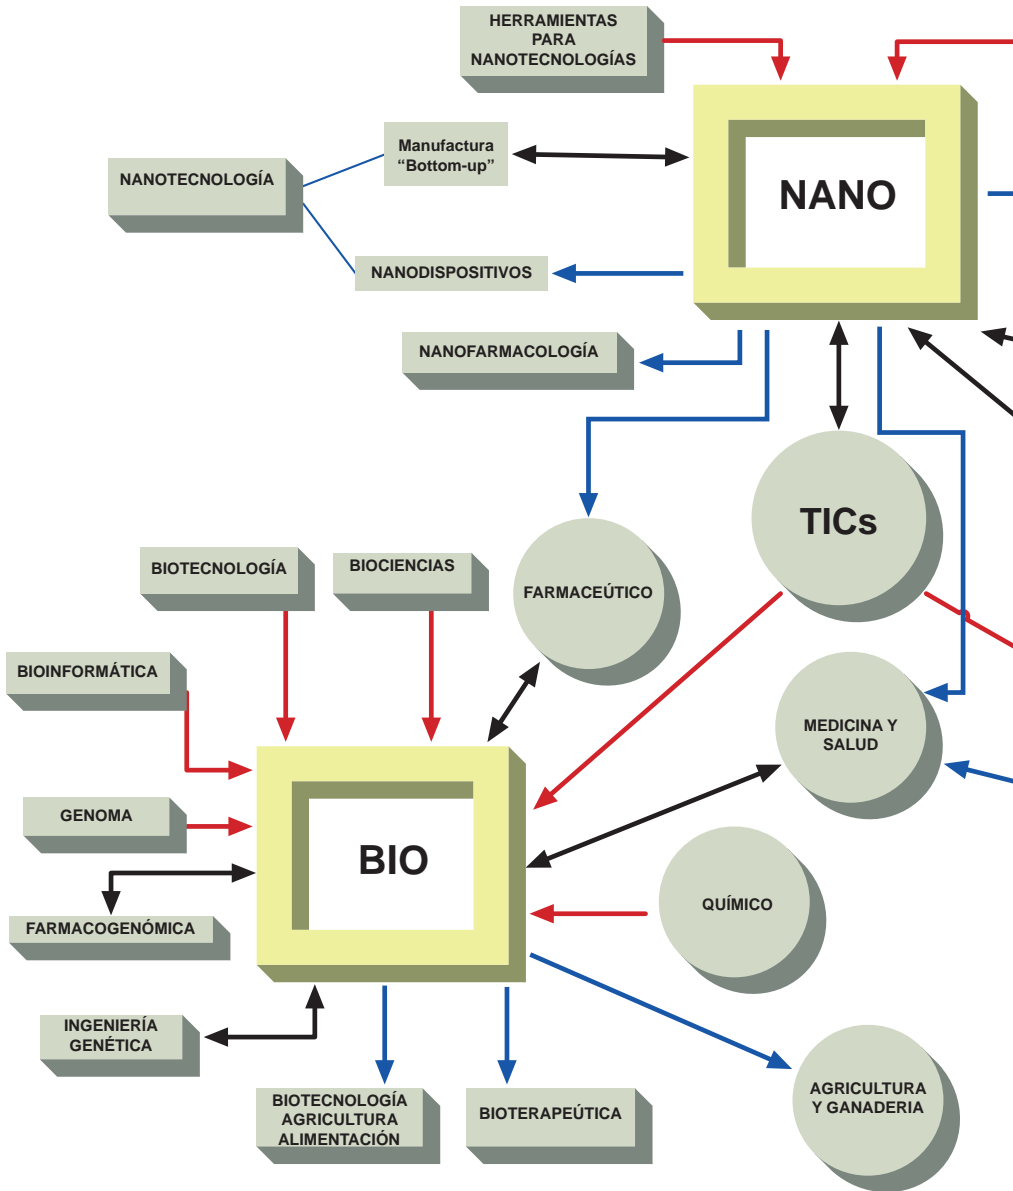 HERRAMIENTAS
PARA
NANOTECNOLOGÍAS
Manufactura
“Bottom-up”
NANOTECNOLOGÍA
NANO
NANODISPOSITIVOS
NANOFARMACOLOGÍA
TICs
BIOTECNOLOGÍA
BIOCIENCIAS
FARMACEÚTICO
BIOINFORMÁTICA
MEDICINA Y
SALUD
GENOMA
BIO
QUÍMICO
FARMACOGENÓMICA
INGENIERÍA
GENÉTICA
BIOTECNOLOGÍA
AGRICULTURA
ALIMENTACIÓN
BIOTERAPEÚTICA
AGRICULTURA
Y GANADERIA